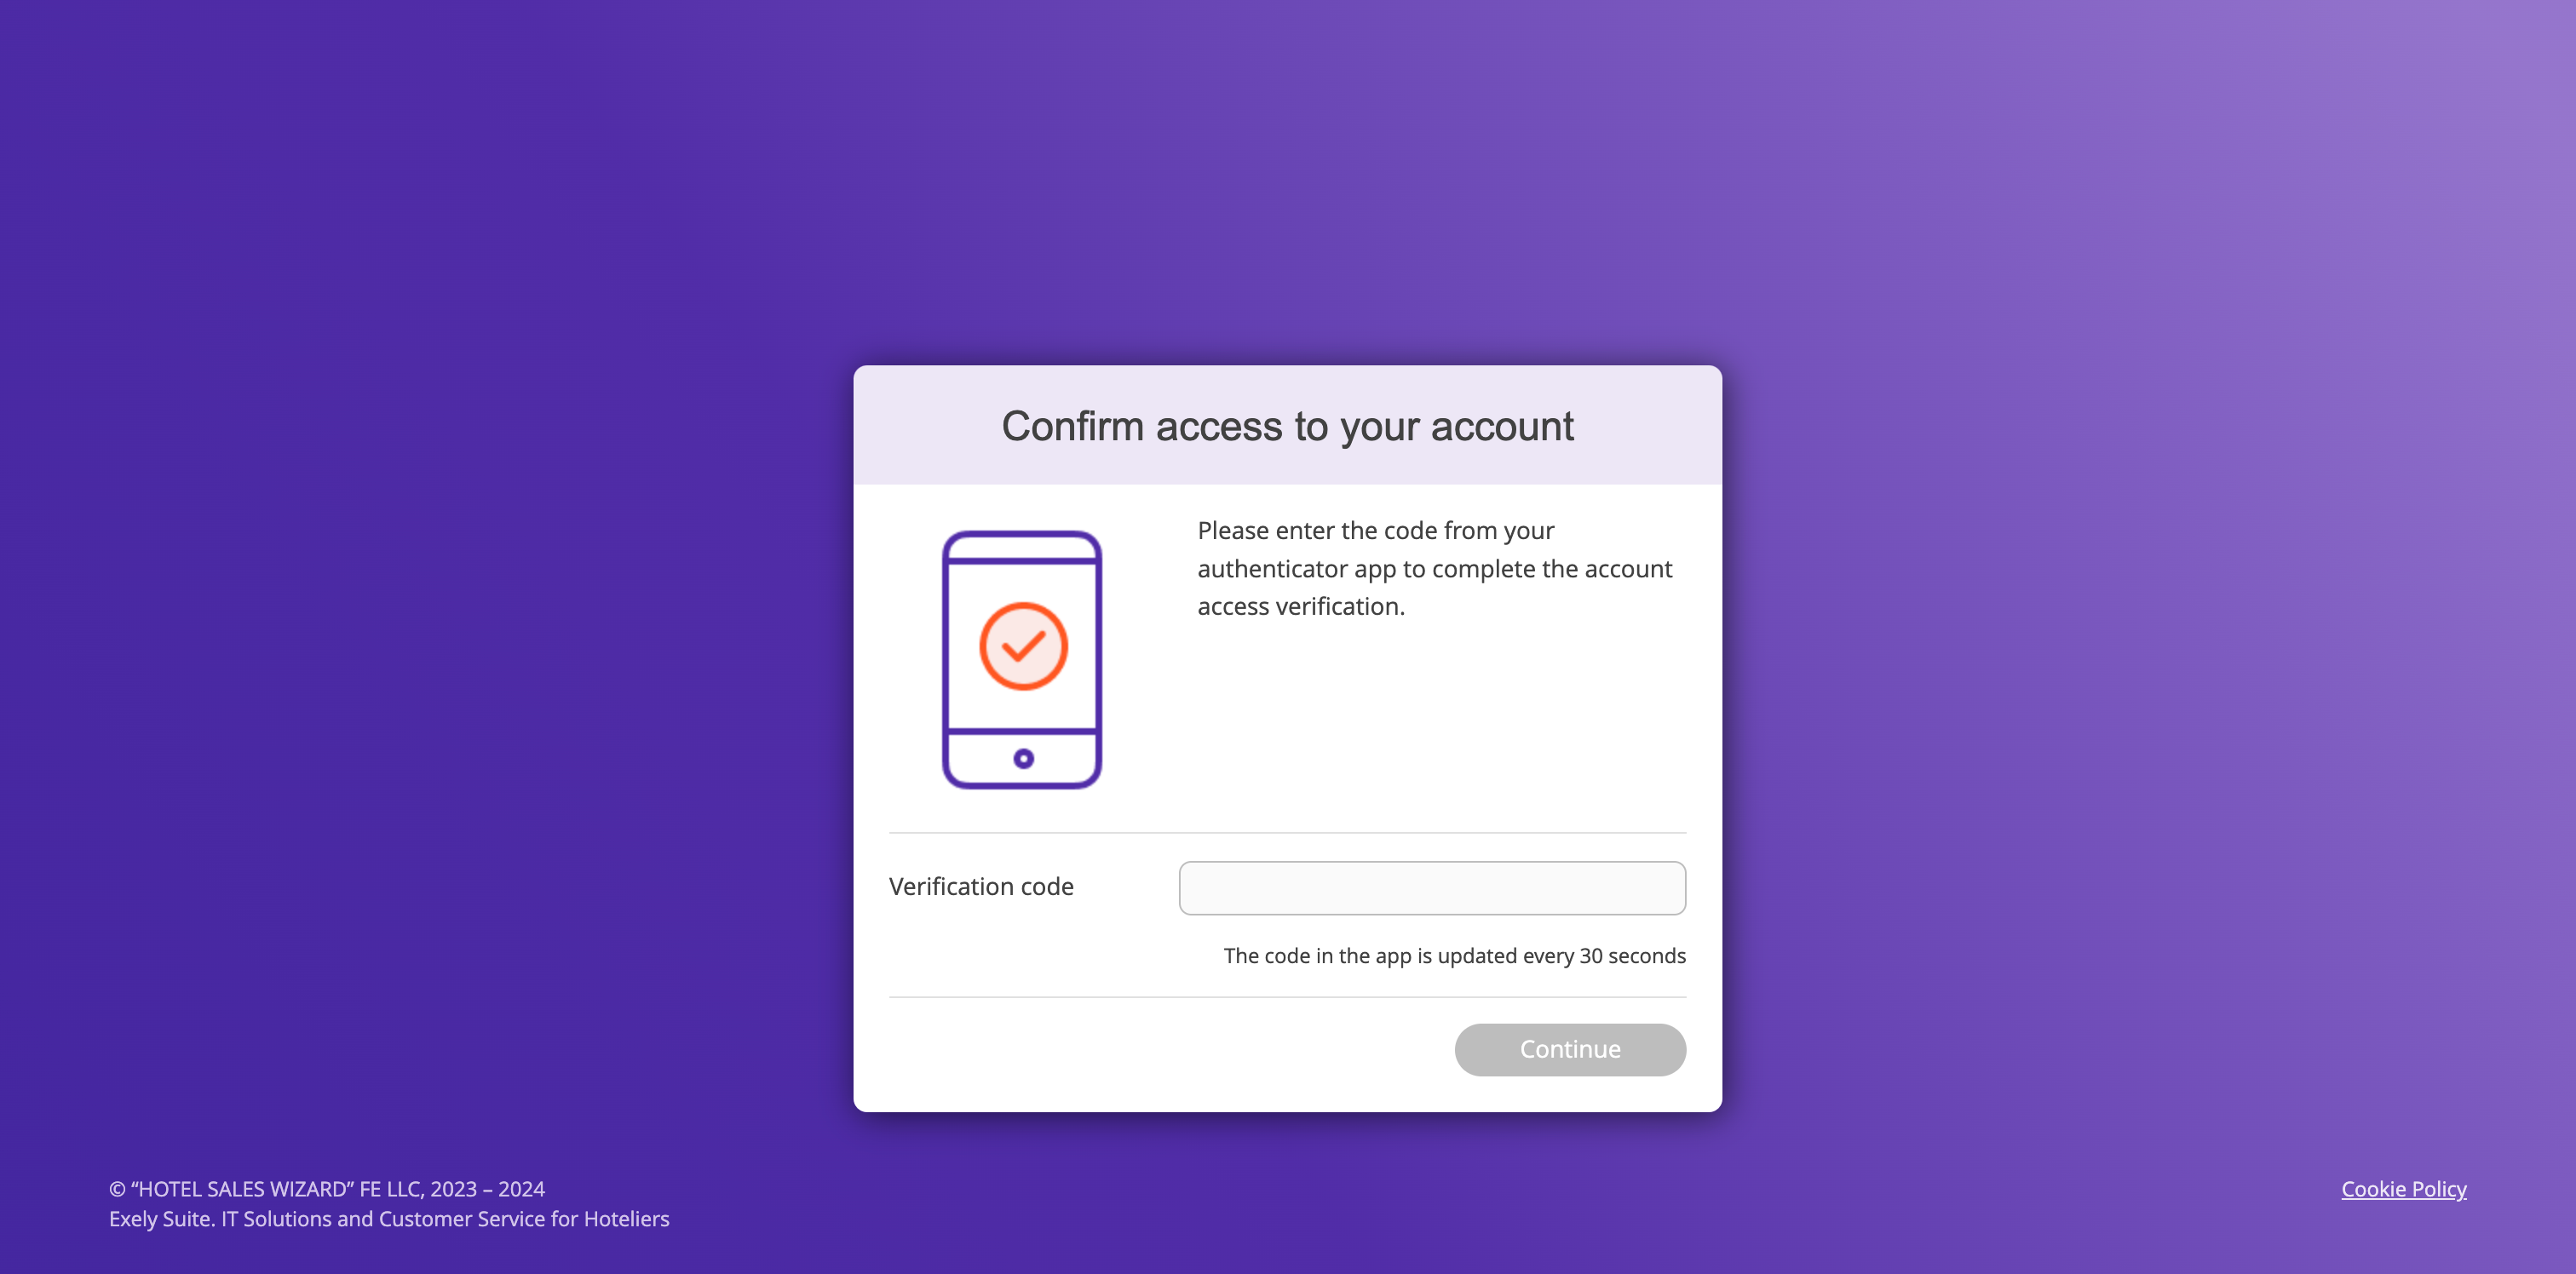 Confirm access to your account
Please enter the code from your
authenticator app to complete the account
access verification.
Verification code
The code in the app is updated every 30 seconds
Continue
© “HOTEL SALES WIZARD” FE LLC, 2023 – 2024
Exely Suite. IT Solutions and Customer Service for Hoteliers
Cookie Policy